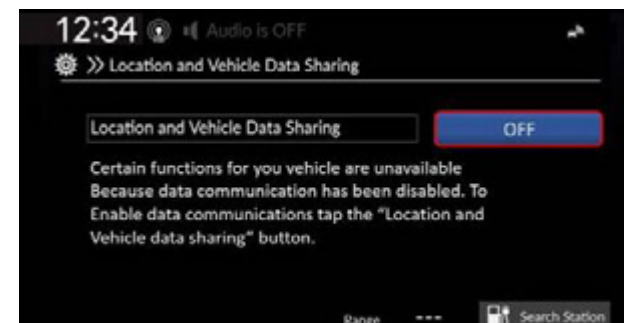 12:34 Audio is OFF
>> Location and Vehicle Data Sharing
Location and Vehicle Data Sharing OFF
Certain functions for you vehicle are unavailable
Because data communication has been disabled. To
Enable data communications tap the “Location and
Vehicle data sharing” button.
Range --- Search Station